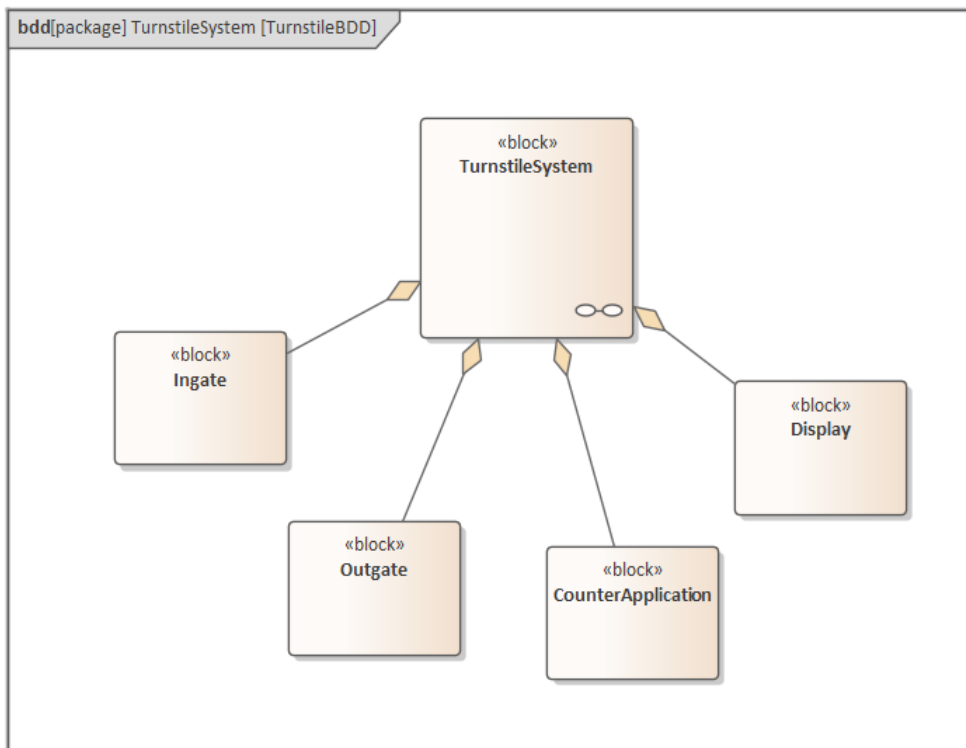 bdd[package] TurnstileSystem [TurnstileBDD]
«block»
TurnstileSystem
«block»
Ingate
«block»
Display
«block»
Outgate
«block»
CounterApplication